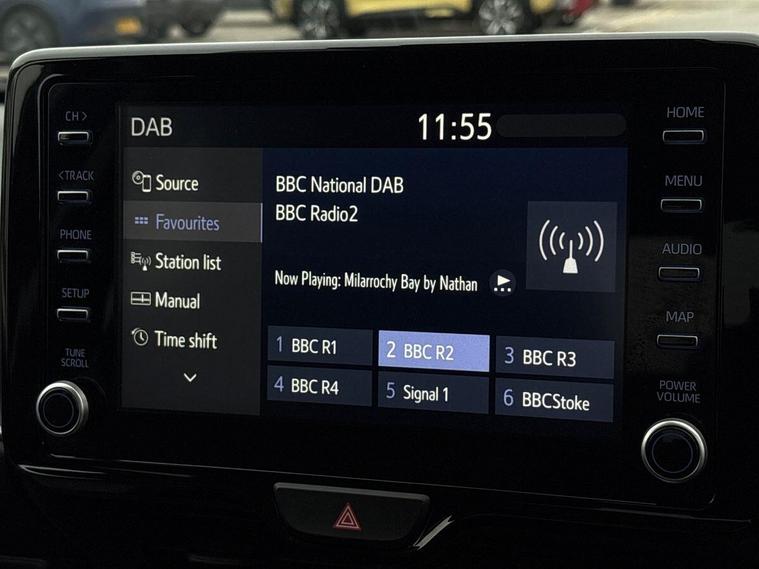 CH >
< TRACK
PHONE
SETUP
TUNE
SCROLL
DAB
11:55
Source
Favourites
Station list
Manual
Time shift
BBC National DAB
BBC Radio2
Now Playing: Milarrochy Bay by Nathan
1 BBC R1
2 BBC R2
3 BBC R3
4 BBC R4
5 Signal 1
6 BBCStoke
HOME
MENU
AUDIO
MAP
POWER
VOLUME